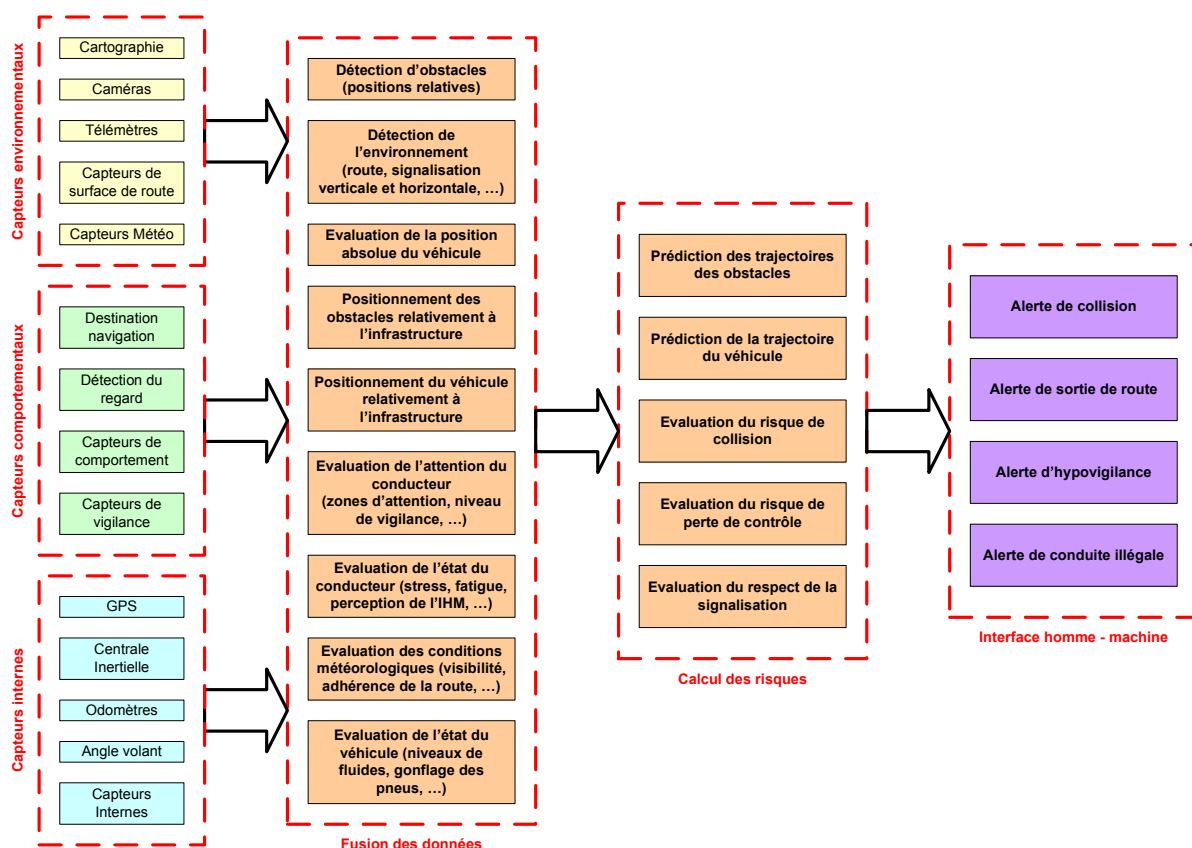 Capteurs environnementaux
Cartographie
Caméras
Télémètres
Capteurs de
surface de route
Capteurs Météo
Capteurs comportementaux
Destination
navigation
Détection du
regard
Capteurs de
comportement
Capteurs de
vigilance
Capteurs internes
GPS
Centrale
Inertielle
Odomètres
Angle volant
Capteurs
Internes
Détection d'obstacles
(positions relatives)
Détection de
l'environnement
(route, signalisation
verticale et horizontale, …)
Evaluation de la position
absolue du véhicule
Positionnement des
obstacles relativement à
l'infrastructure
Positionnement du véhicule
relativement à
l'infrastructure
Evaluation de l'attention du
conducteur
(zones d'attention, niveau
de vigilance, …)
Evaluation de l'état du
conducteur (stress, fatigue,
perception de l'IHM, …)
Evaluation des conditions
météorologiques (visibilité,
adhérence de la route, …)
Evaluation de l'état du
véhicule (niveaux de
fluides, gonflage des
pneus, …)
Fusion des données
Prédiction des trajectoires
des obstacles
Prédiction de la trajectoire
du véhicule
Evaluation du risque de
collision
Evaluation du risque de
perte de contrôle
Evaluation du respect de la
signalisation
Calcul des risques
Alerte de collision
Alerte de sortie de route
Alerte d'hypovigilance
Alerte de conduite illégale
Interface homme - machine